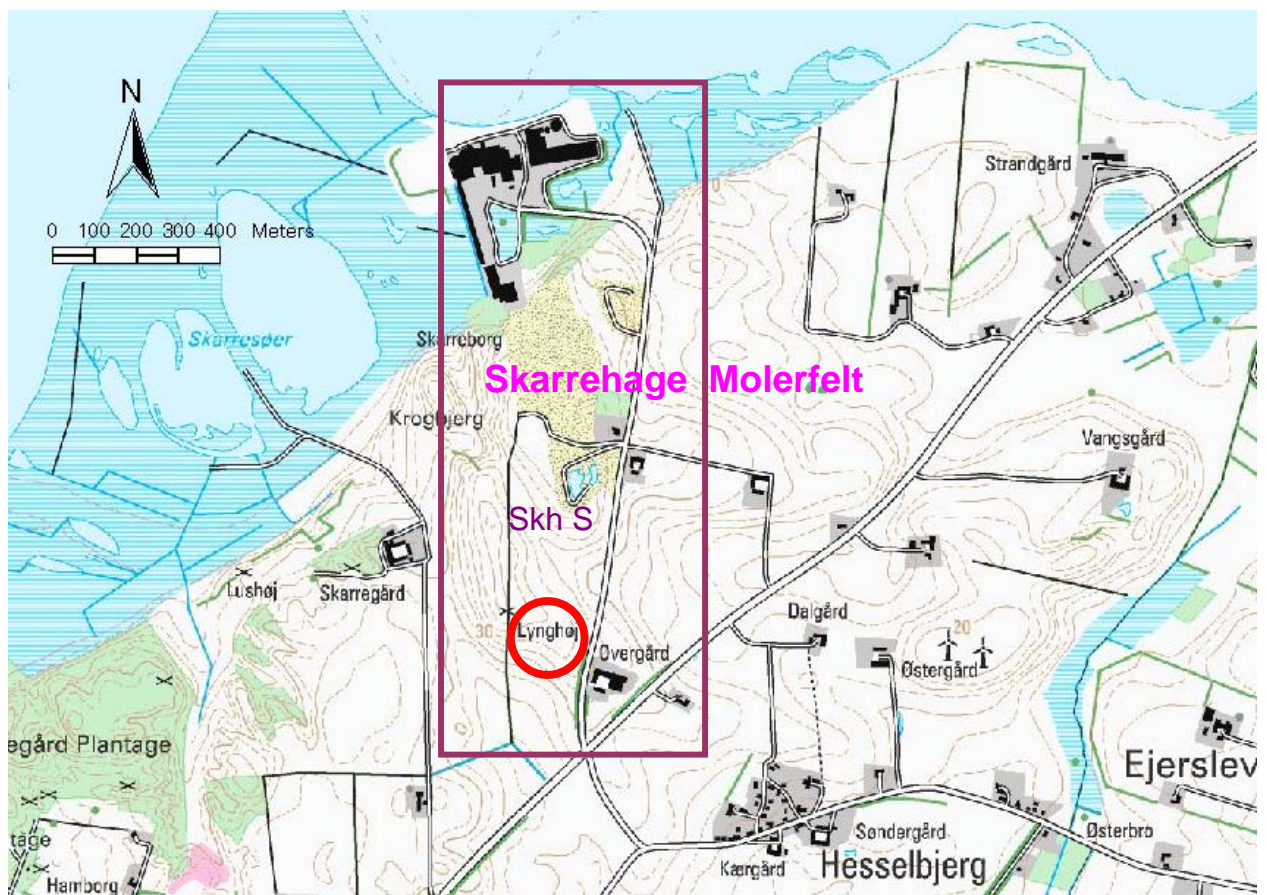 N
Strandgård
0 100 200 300 400 Meters
0
Skarresøer
Skarreborg
Skarrehage Molerfelt
Krogbjerg
Vangsgård
Skh S
Lushøj
Skarregård
30
Lynghøj
Dalgård
20
Overgård
Østergård
egård Plantage
Ejerslev
tage
Søndergård
Østerbro
Kærgård
Hesselbjerg
Hamborg